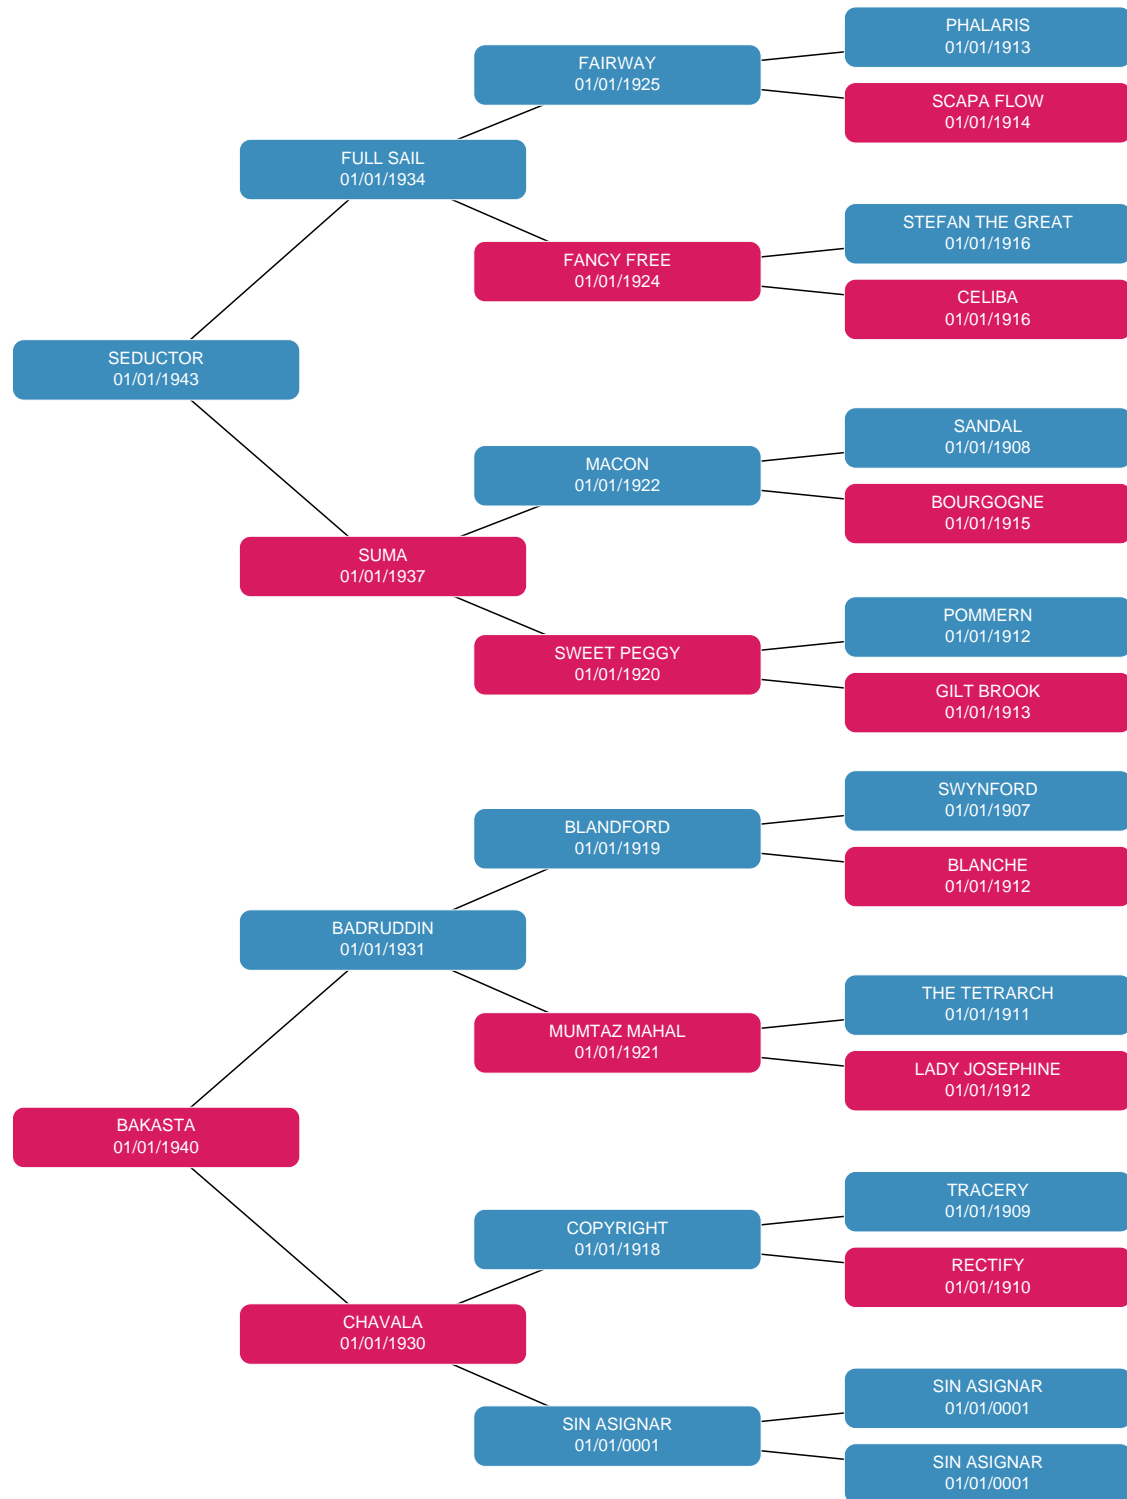 PHALARIS
01/01/1913
FAIRWAY
01/01/1925
SCAPA FLOW
01/01/1914
FULL SAIL
01/01/1934
STEFAN THE GREAT
01/01/1916
FANCY FREE
01/01/1924
CELIBA
01/01/1916
SEDUCTOR
01/01/1943
SANDAL
01/01/1908
MACON
01/01/1922
BOURGOGNE
01/01/1915
SUMA
01/01/1937
POMMERN
01/01/1912
SWEET PEGGY
01/01/1920
GILT BROOK
01/01/1913
SWYNFORD
01/01/1907
BLANDFORD
01/01/1919
BLANCHE
01/01/1912
BADRUDDIN
01/01/1931
THE TETRARCH
01/01/1911
MUMTAZ MAHAL
01/01/1921
LADY JOSEPHINE
01/01/1912
BAKASTA
01/01/1940
TRACERY
01/01/1909
COPYRIGHT
01/01/1918
RECTIFY
01/01/1910
CHAVALA
01/01/1930
SIN ASIGNAR
01/01/0001
SIN ASIGNAR
01/01/0001
SIN ASIGNAR
01/01/0001